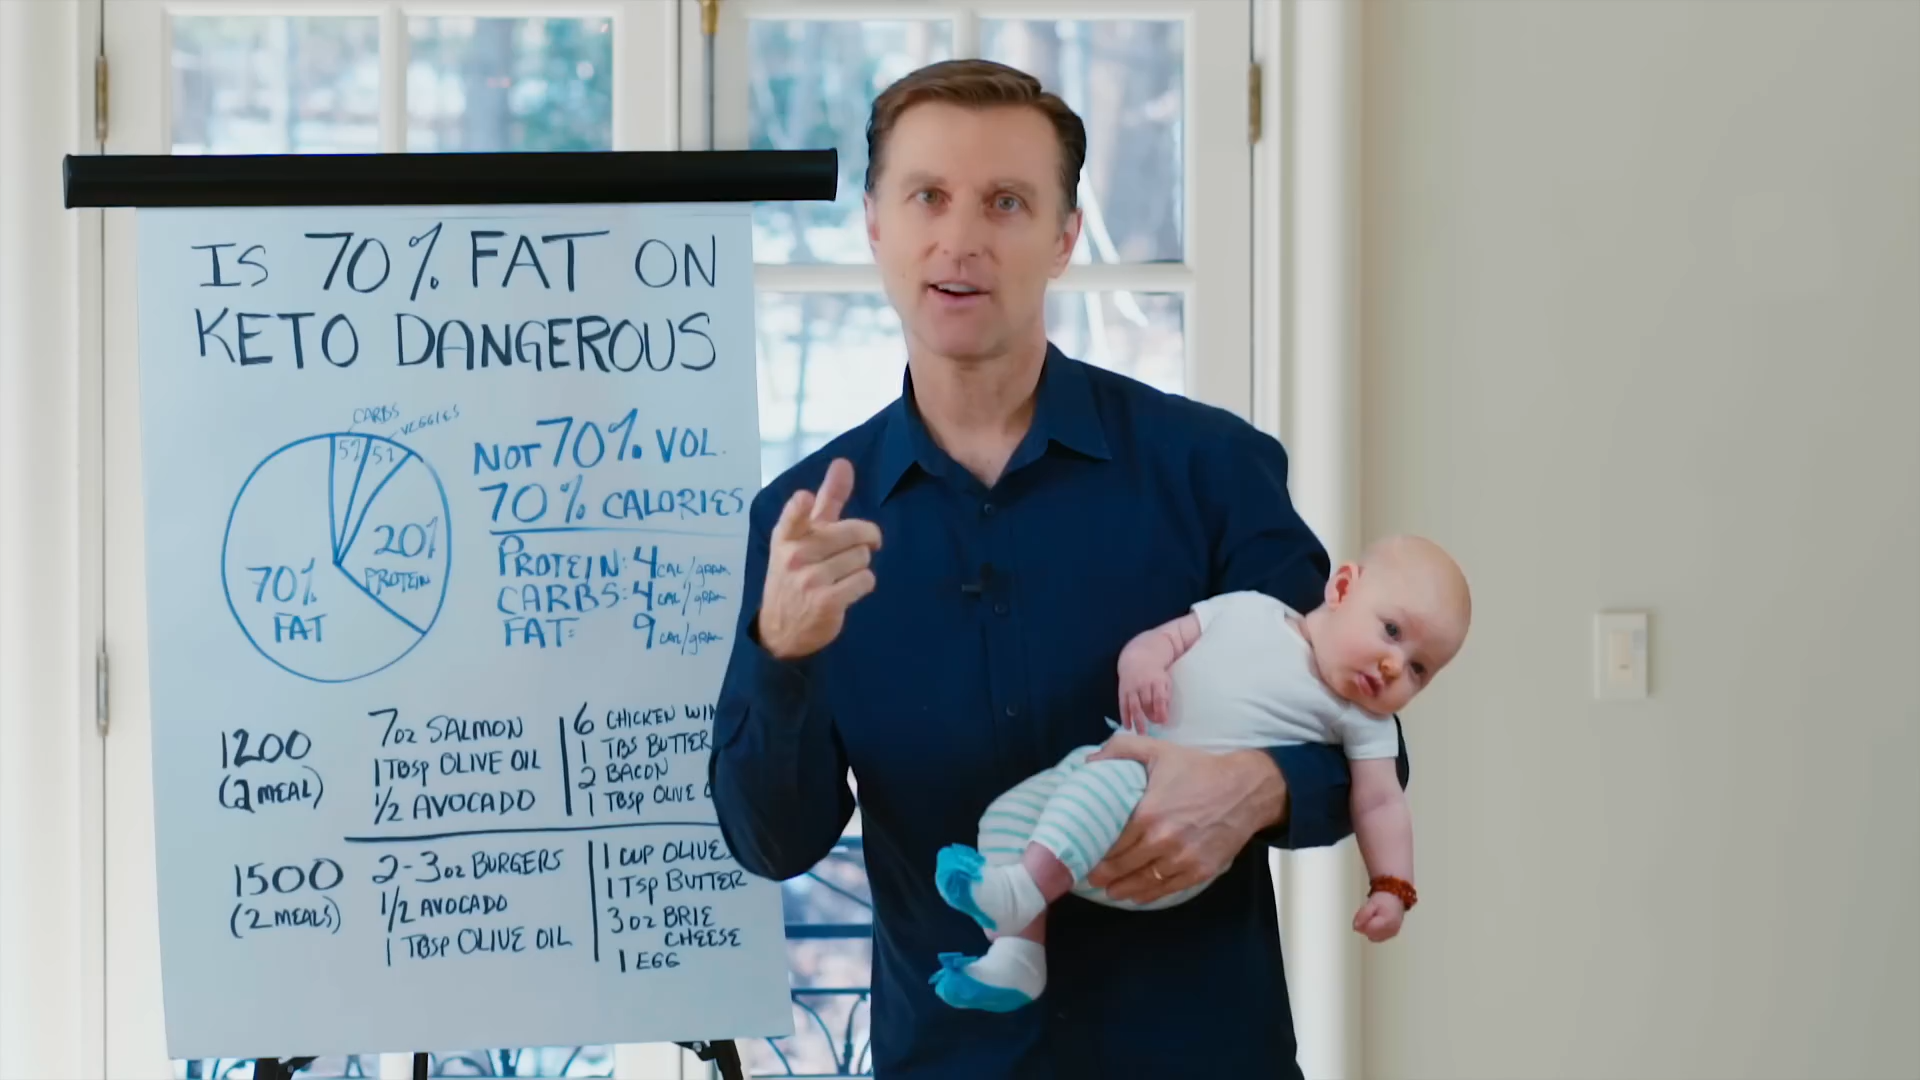 IS 70% FAT ON
KETO DANGEROUS
CARBS
VEGGIES
5%
5%
20%
PROTEIN
70%
FAT
NOT 70% VOL.
70% CALORIES
PROTEIN: 4 CAL/gram
CARBS: 4 CAL/gram
FAT: 9 CAL/gram
1200
(2 MEAL)
7oz SALMON
1 TBSP OLIVE OIL
1/2 AVOCADO
6 CHICKEN
1 TBS BUTTER
2 BACON
1 TBSP OLIVE
1500
(2 MEALS)
2-3oz BURGERS
1/2 AVOCADO
1 TBSP OLIVE OIL
1 CUP OLIVES
1 TSP BUTTER
3oz BRIE
CHEESE
1 EGG